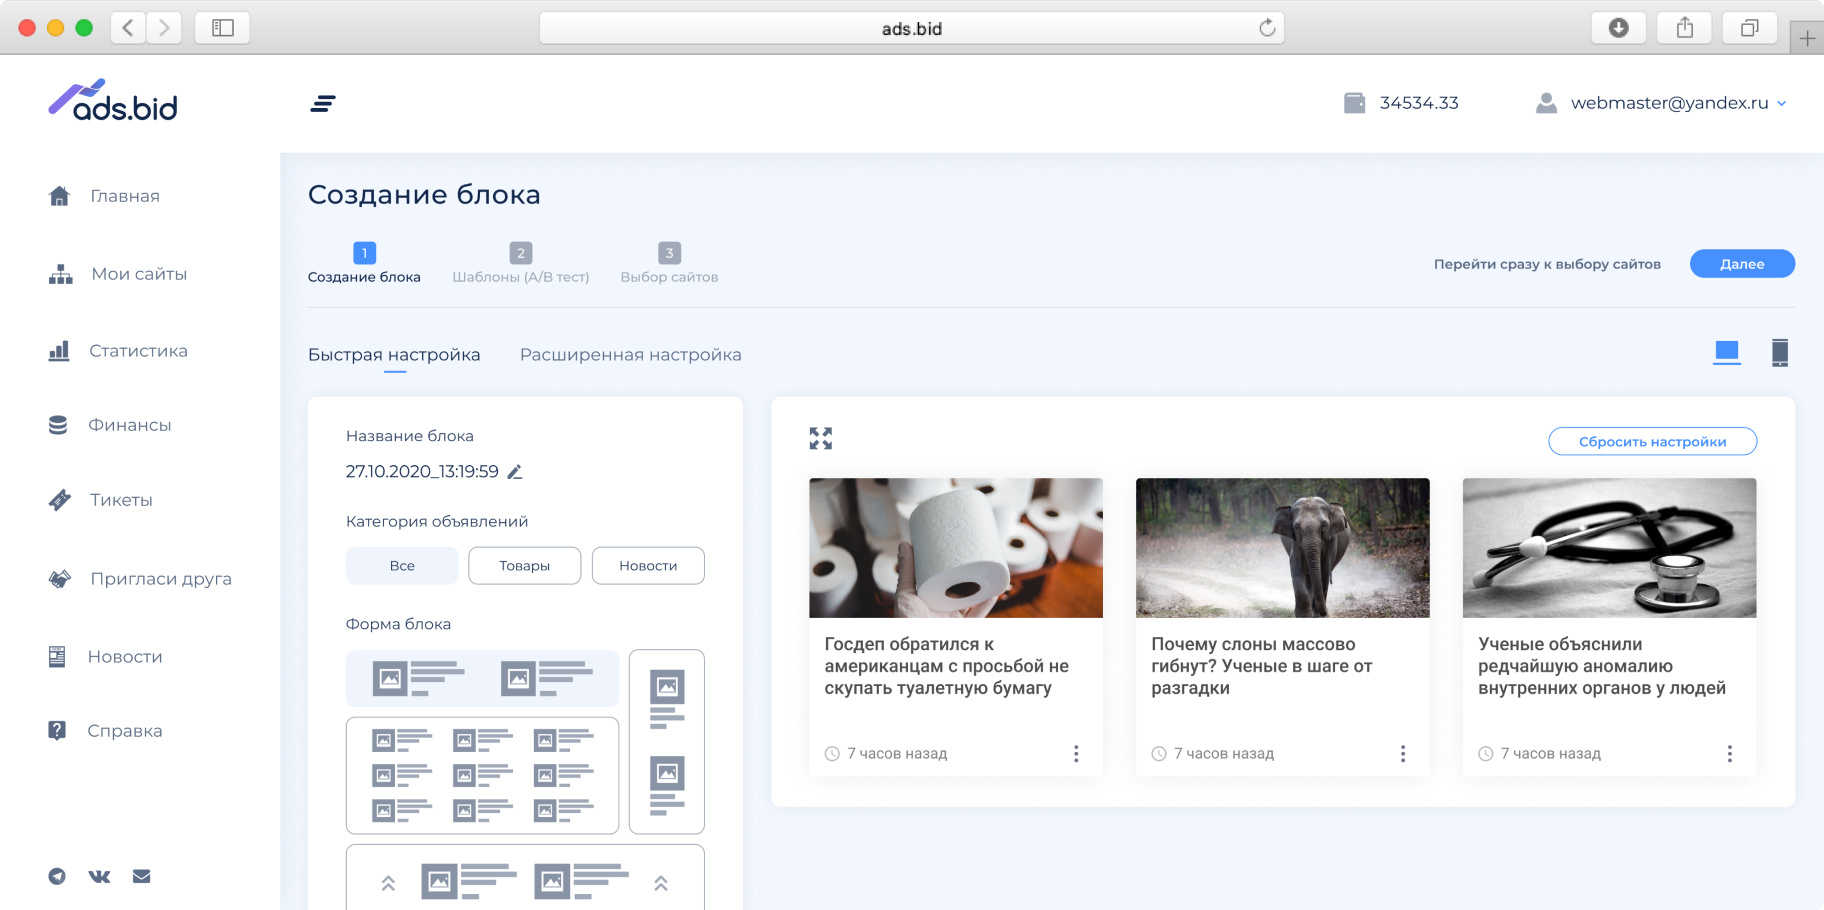 ads.bid
ads.bid
34534.33
webmaster@yandex.ru
Главная
Мои сайты
Статистика
Финансы
Тикеты
Пригласи друга
Новости
Справка
Создание блока
1
Создание блока
2
Шаблоны (A/B тест)
3
Выбор сайтов
Перейти сразу к выбору сайтов
Далее
Быстрая настройка
Расширенная настройка
Название блока
27.10.2020_13:19:59
Категория объявлений
Все
Товары
Новости
Форма блока
Сбросить настройки
Госдеп обратился к
американцам с просьбой не
скупать туалетную бумагу
7 часов назад
Почему слоны массово
гибнут? Ученые в шаге от
разгадки
7 часов назад
Ученые объяснили
редчайшую аномалию
внутренних органов у людей
7 часов назад